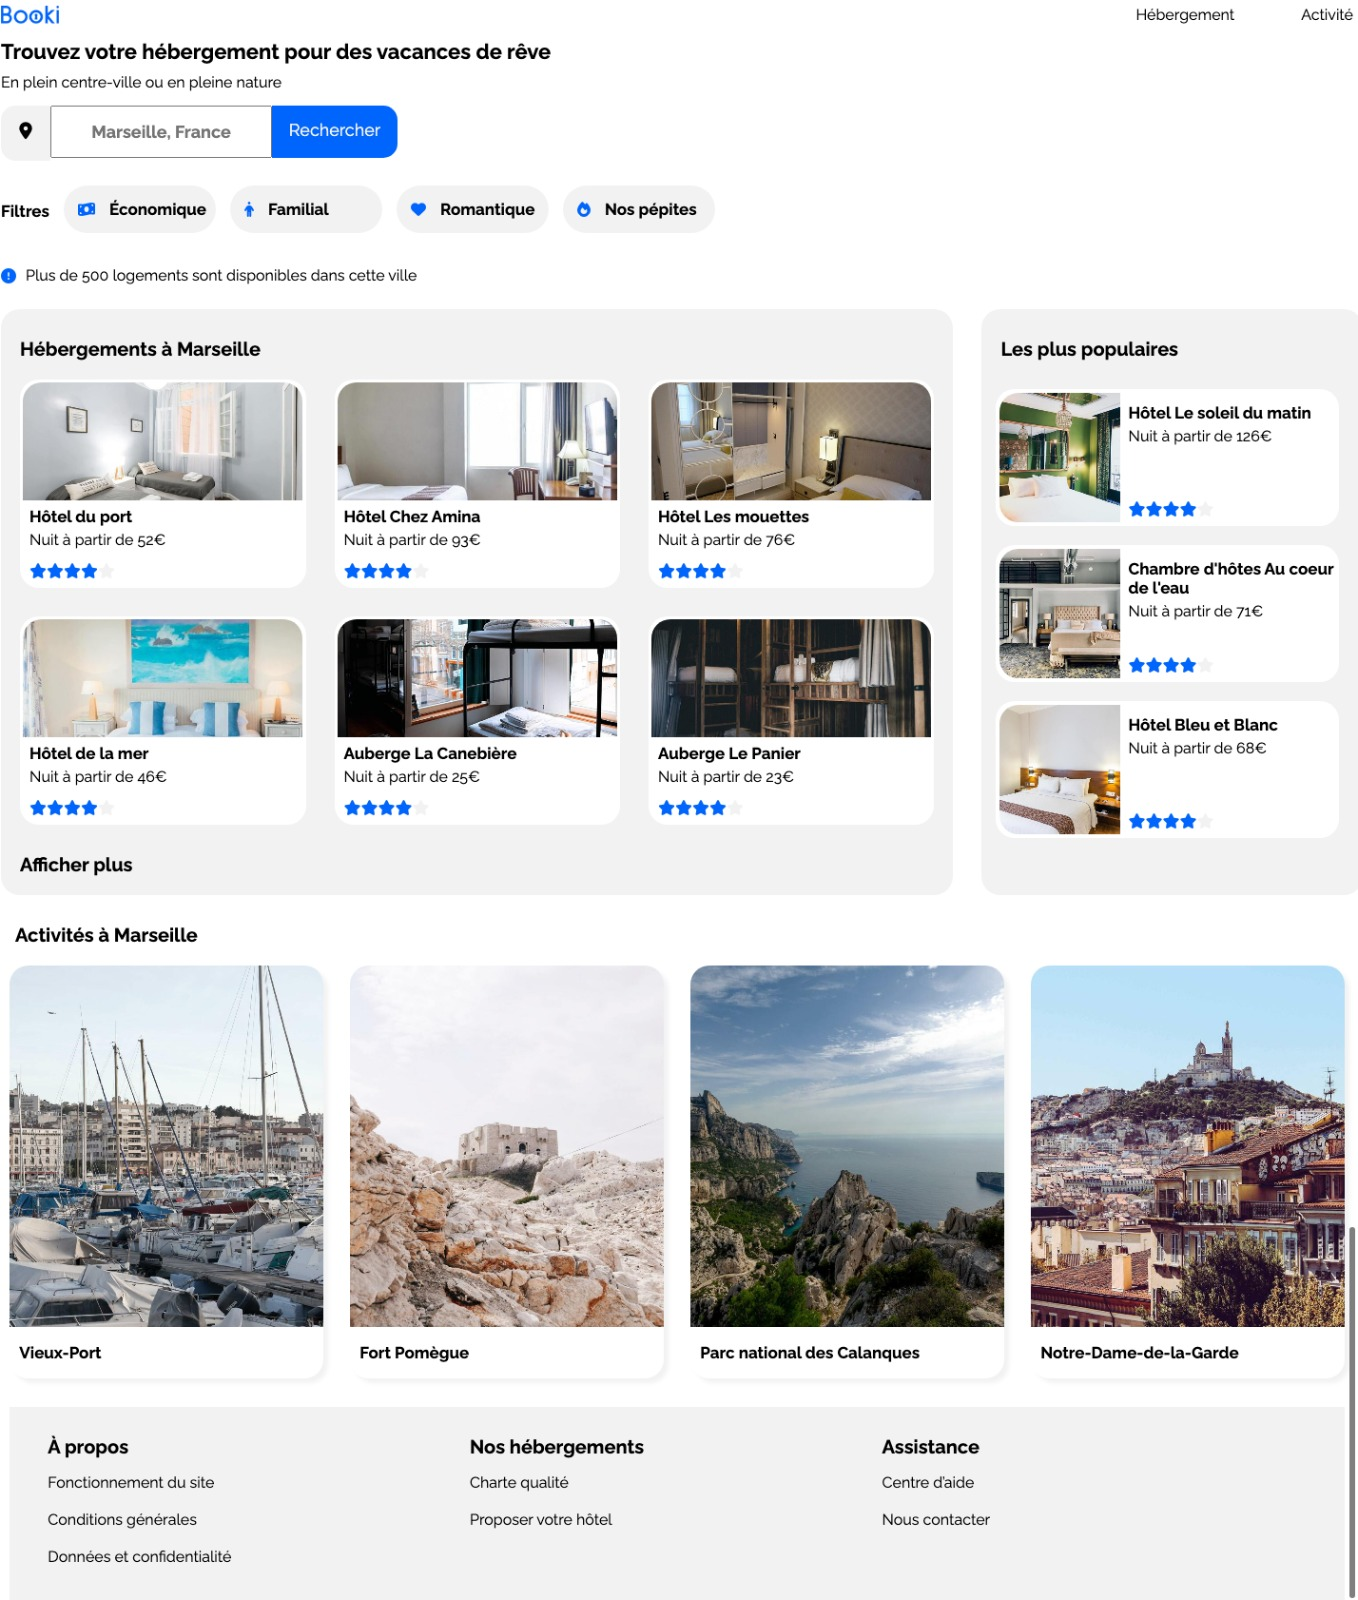 Booki
Hébergement
Activité
Trouvez votre hébergement pour des vacances de rêve
En plein centre-ville ou en pleine nature
Marseille, France
Rechercher
Filtres
Économique
Familial
Romantique
Nos pépites
Plus de 500 logements sont disponibles dans cette ville
Hébergements à Marseille
Hôtel du port
Nuit à partir de 52€
Hôtel Chez Amina
Nuit à partir de 93€
Hôtel Les mouettes
Nuit à partir de 76€
Hôtel de la mer
Nuit à partir de 46€
Auberge La Canebière
Nuit à partir de 25€
Auberge Le Panier
Nuit à partir de 23€
Afficher plus
Les plus populaires
Hôtel Le soleil du matin
Nuit à partir de 126€
Chambre d'hôtes Au coeur
de l'eau
Nuit à partir de 71€
Hôtel Bleu et Blanc
Nuit à partir de 68€
Activités à Marseille
Vieux-Port
Fort Pomègue
Parc national des Calanques
Notre-Dame-de-la-Garde
À propos
Fonctionnement du site
Conditions générales
Données et confidentialité
Nos hébergements
Charte qualité
Proposer votre hôtel
Assistance
Centre d'aide
Nous contacter